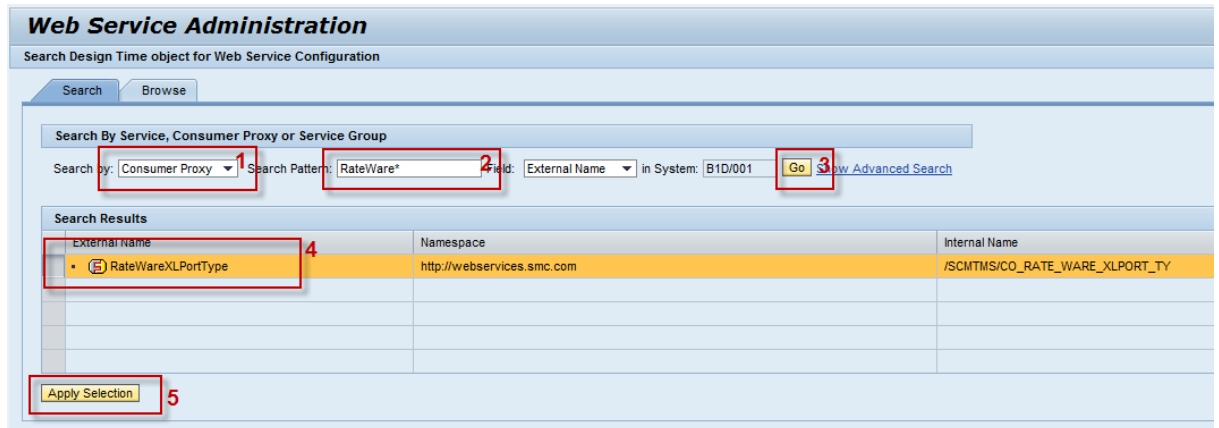 Web Service Administration
Search Design Time object for Web Service Configuration
Search Browse
Search By Service, Consumer Proxy or Service Group
Search by: Consumer Proxy 1 Search Pattern: RateWare* 2 Field: External Name in System: B1D/001 Go 3 Show Advanced Search
Search Results
External Name 4 Namespace Internal Name
RateWareXLPortType http://webservices.smc.com /SCMTMS/CO_RATE_WARE_XLPORT_TY
Apply Selection 5